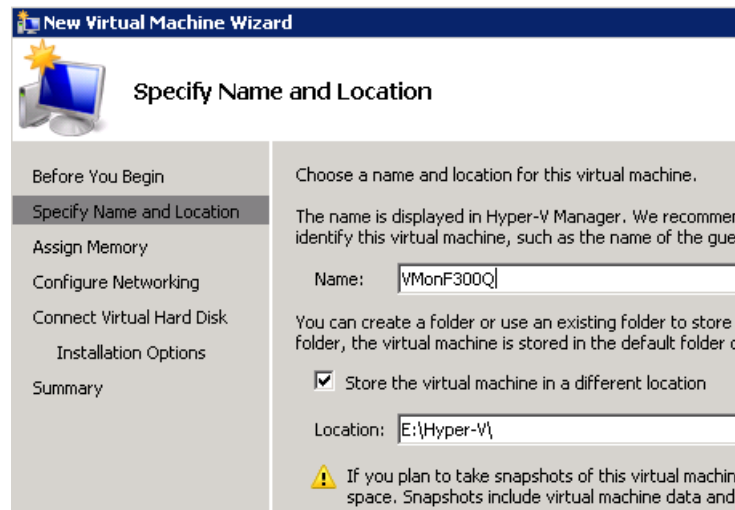 New Virtual Machine Wizard
Specify Name and Location
Before You Begin
Specify Name and Location
Assign Memory
Configure Networking
Connect Virtual Hard Disk
Installation Options
Summary
Choose a name and location for this virtual machine.
The name is displayed in Hyper-V Manager. We recommen
identify this virtual machine, such as the name of the gue
Name: VMonF300Q
You can create a folder or use an existing folder to store
folder, the virtual machine is stored in the default folder
Store the virtual machine in a different location
Location: E:\Hyper-V\
If you plan to take snapshots of this virtual machin
space. Snapshots include virtual machine data and